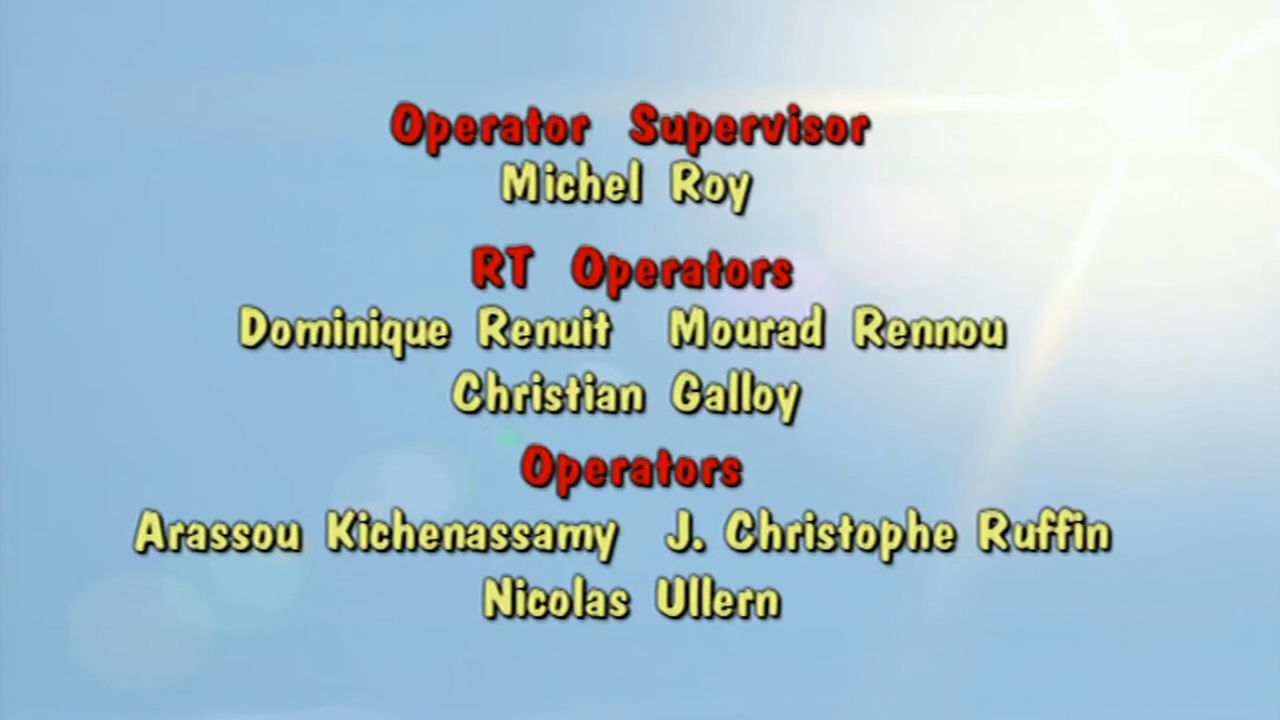 Operator Supervisor
Michel Roy
RT Operators
Dominique Renuit Mourad Rennou
Christian Galloy
Operators
Arassou Kichenassamy J. Christophe Ruffin
Nicolas Ullern